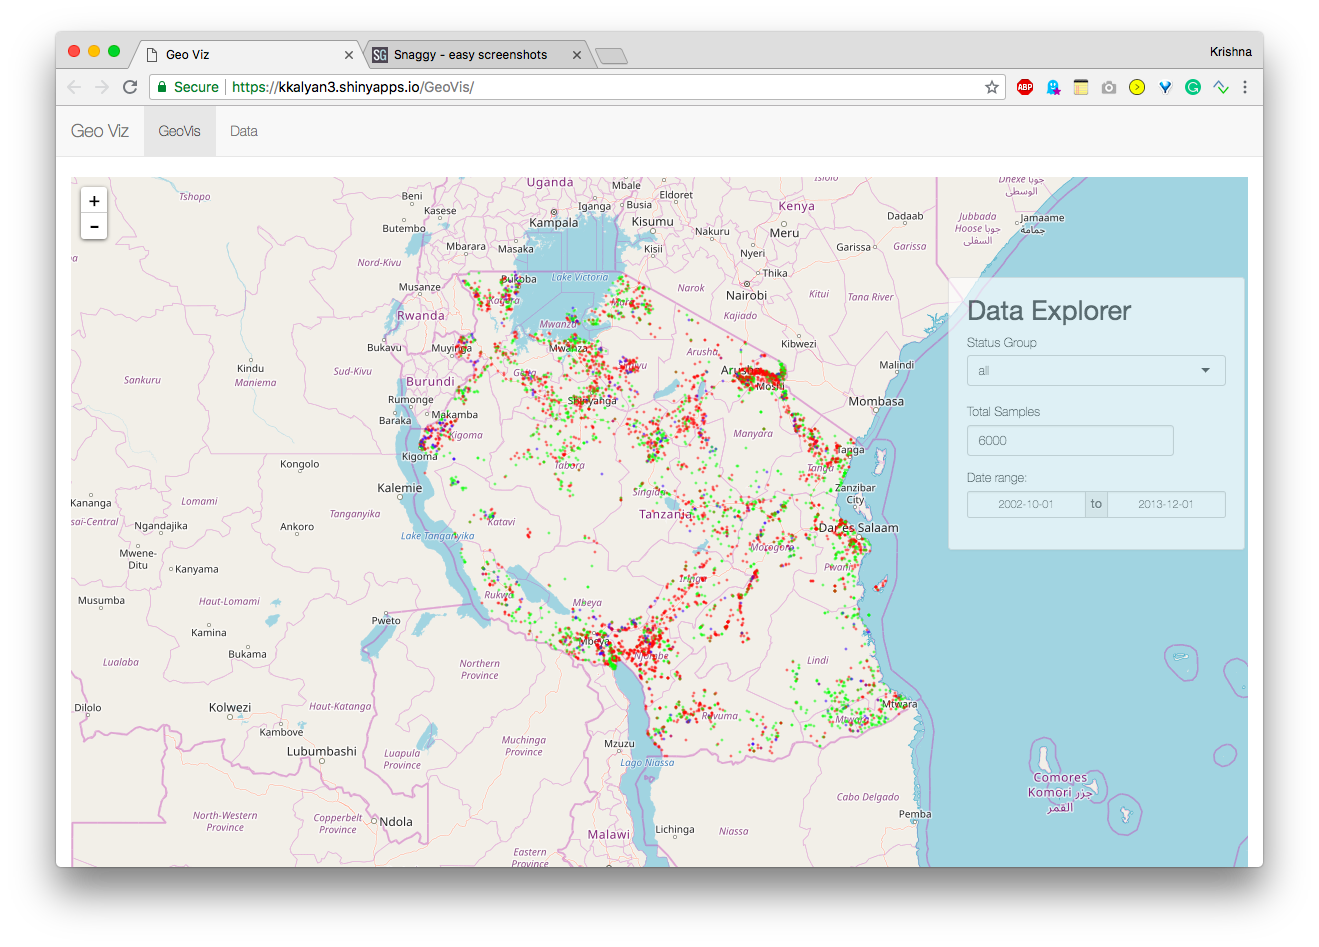 Geo Viz
Snaggy - easy screenshots
Krishna
Secure
https://kkalyan3.shinyapps.io/GeoVis/
ABP
Geo Viz
GeoVis
Data
+
-
Data Explorer
Status Group
all
Total Samples
6000
Date range:
2002-10-01
to
2013-12-01
Tshopo
Uganda
Mbale
Eldoret
Kenya
Beni
Kasese
Iganga
Busia
Kampala
Kisumu
Butembo
Meru
Dadaab
Jubbada
Hoose جوبا
السفلى
Jamaame
جمامة
Mbarara
Masaka
Nakuru
Kisii
Nyeri
Garissa
Garissa
Nord-Kivu
Thika
Bukoba
Lake Victoria
Musanze
Kagera
Narok
Nairobi
Kitui
Tana River
Rwanda
Mwanza
Kajiado
Bukavu
Muyinga
Mwanza
Arusha
Kibwezi
Kindu
Maniema
Sud-Kivu
Sankuru
Burundi
Geita
Arusha
Moshi
Malindi
Rumonge
Shinyanga
Mombasa
Baraka
Makamba
Kigoma
Manyara
Kigoma
Tabora
Tanga
Tanga
Kongolo
Kalemie
Zanzibar
City
Kananga
Lomami
Singida
Tanganyika
Katavi
Tanzania
sai-Central
Ngandajika
Ankoro
Dar es Salaam
Lake Tanganyika
Morogoro
Mwene-
Ditu
Kanyama
Pwani
Iringa
Rukwa
Mbeya
Musumba
Haut-Lomami
Pweto
Kamina
Mbeya
Bukama
Njombe
Lindi
Lualaba
Northern
Province
Dilolo
Kolwezi
Haut-Katanga
Ruvuma
Mtwara
Mtwara
Kambove
Lubumbashi
Muchinga
Province
Mzuzu
Luapula
Province
Lago Niassa
Comores
Komori جزر
القمر
Cabo Delgado
Pemba
North-Western
Province
Copperbelt
Province
Ndola
Malawi
Lichinga
Niassa
Eastern
Province